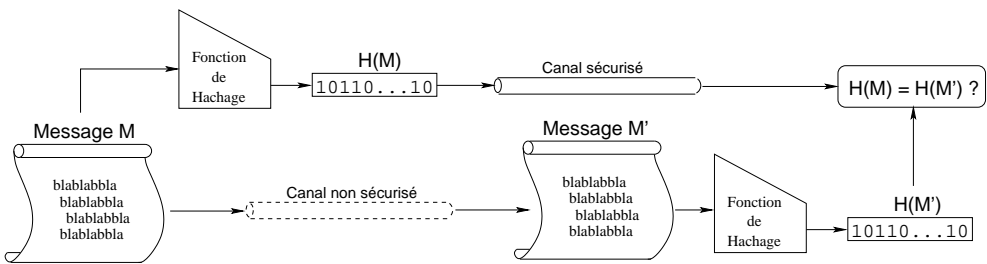 Fonction
de
Hachage
H(M)
10110...10
Canal sécurisé
H(M) = H(M') ?
Message M
blablabbla
blablabbla
blablabbla
blablabbla
Canal non sécurisé
Message M'
blablabbla
blablabbla
blablabbla
blablabbla
Fonction
de
Hachage
H(M')
10110...10